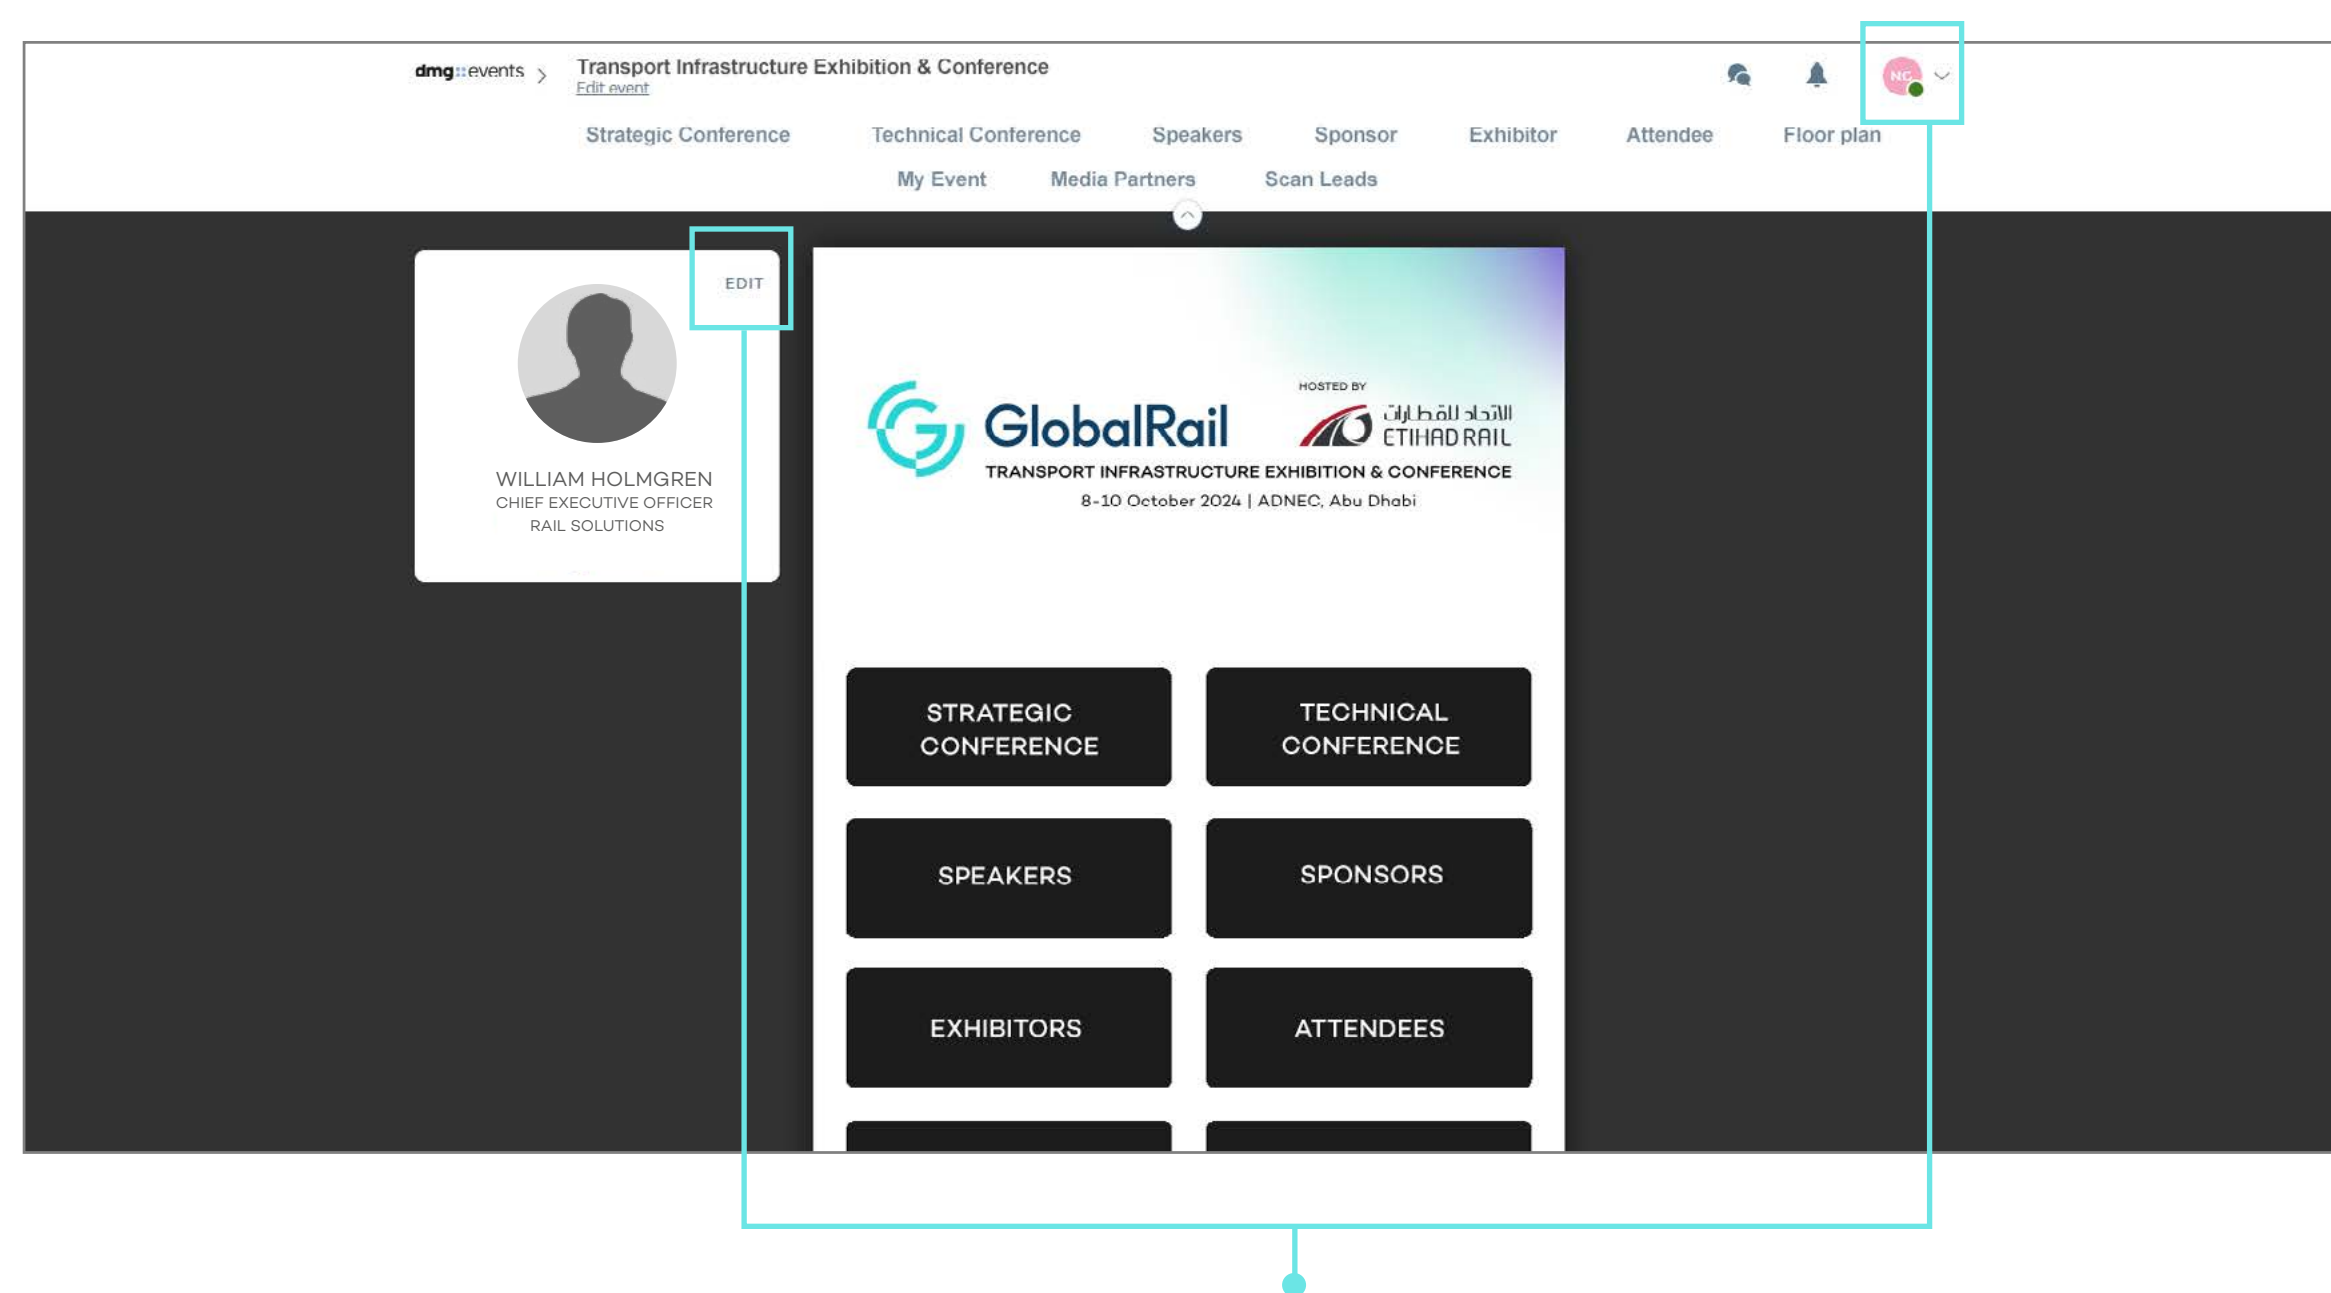 dmg::events > Transport Infrastructure Exhibition & Conference
Edit event
NC
Strategic Conference Technical Conference Speakers Sponsor Exhibitor Attendee Floor plan
My Event Media Partners Scan Leads
EDIT
WILLIAM HOLMGREN
CHIEF EXECUTIVE OFFICER
RAIL SOLUTIONS
GlobalRail
HOSTED BY
الاتحاد للقطارات
ETIHAD RAIL
TRANSPORT INFRASTRUCTURE EXHIBITION & CONFERENCE
8-10 October 2024 | ADNEC, Abu Dhabi
STRATEGIC
CONFERENCE
TECHNICAL
CONFERENCE
SPEAKERS
SPONSORS
EXHIBITORS
ATTENDEES